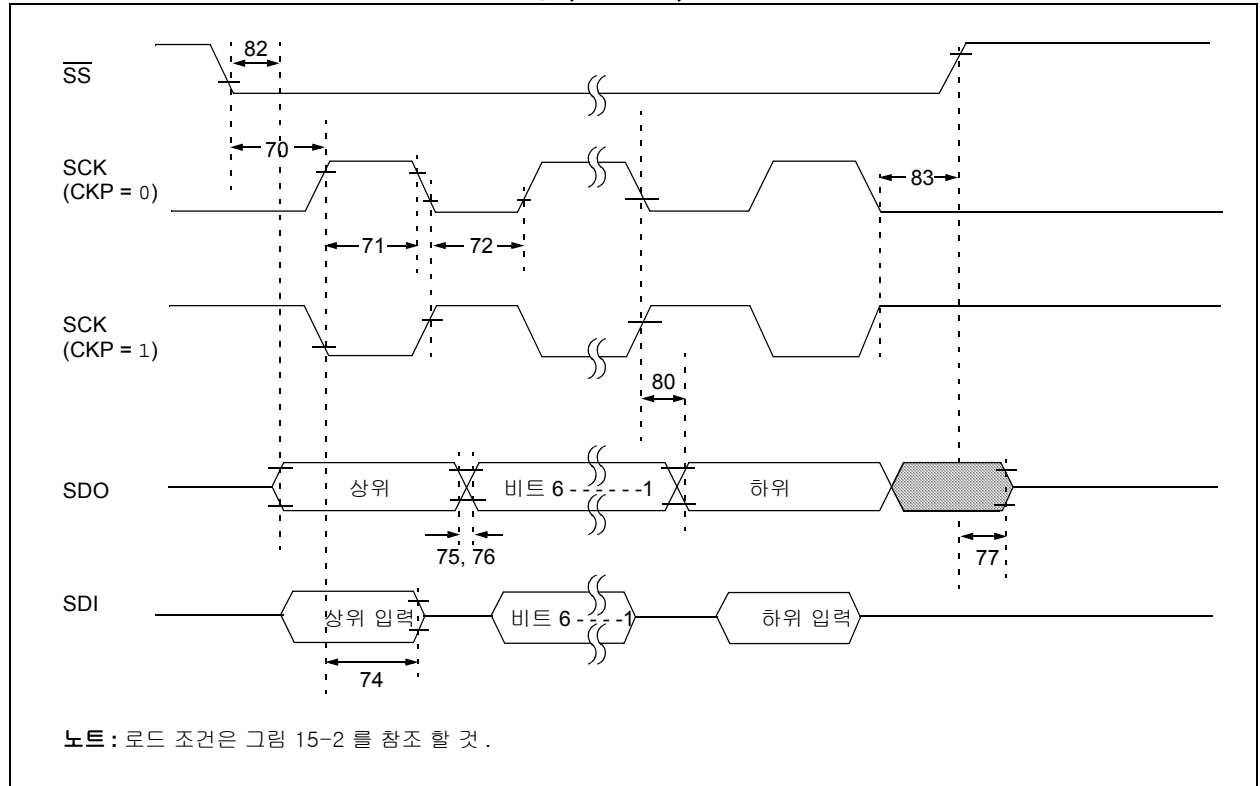 82
SS
70
SCK
(CKP = 0)
83
71
72
SCK
(CKP = 1)
80
SDO
상위
비트 6 - - - - - -1
하위
75, 76
77
SDI
상위 입력
비트 6 - - - - -1
하위 입력
74
노트 : 로드 조건은 그림 15-2 를 참조 할 것 .